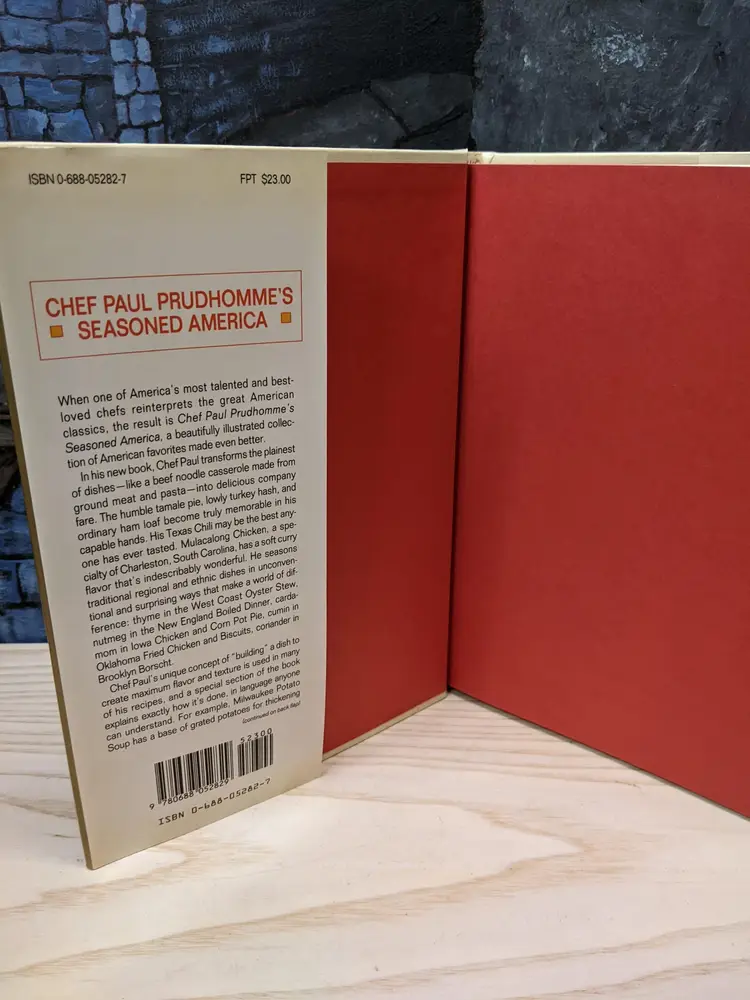 ISBN 0-688-05282-7 FPT $23.00
CHEF PAUL PRUDHOMME'S
SEASONED AMERICA
When one of America's most talented and best-
loved chefs reinterprets the great American
classics, the result is Chef Paul Prudhomme's
Seasoned America, a beautifully illustrated collec-
tion of American favorites made even better.
In his new book, Chef Paul transforms the plainest
of dishes—like a beef noodle casserole made from
ground meat and pasta—into delicious company
fare. The humble tamale pie, lowly turkey hash, and
ordinary ham loaf become truly memorable in his
capable hands. His Texas Chili may be the best any-
one has ever tasted. Mulacalong Chicken, a spe-
cialty of Charleston, South Carolina, has a soft curry
flavor that's indescribably wonderful. He seasons
traditional regional and ethnic dishes in unconven-
tional and surprising ways that make a world of dif-
ference: thyme in the West Coast Oyster Stew,
nutmeg in the New England Boiled Dinner, carda-
mom in Iowa Chicken and Corn Pot Pie, cumin in
Oklahoma Fried Chicken and Biscuits, coriander in
Brooklyn Borscht.
Chef Paul's unique concept of "building" a dish to
create maximum flavor and texture is used in many
of his recipes, and a special section of the book
explains exactly how it's done, in language anyone
can understand. For example, Milwaukee Potato
Soup has a base of grated potatoes for thickening
(continued on back flap)
52300
9 780688 052829
ISBN 0-688-05282-7